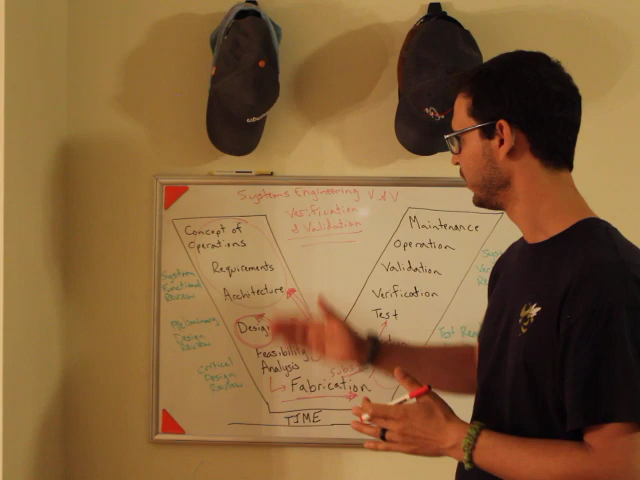 Systems Engineering V & V
Verification
& Validation
Concept of
Operations
Requirements
Architecture
Design
Feasibility
Analysis
Fabrication
Maintenance
Operation
Validation
Verification
Test
System
Functional
Review
Preliminary
Design
Review
Critical
Design
Review
Test
TIME